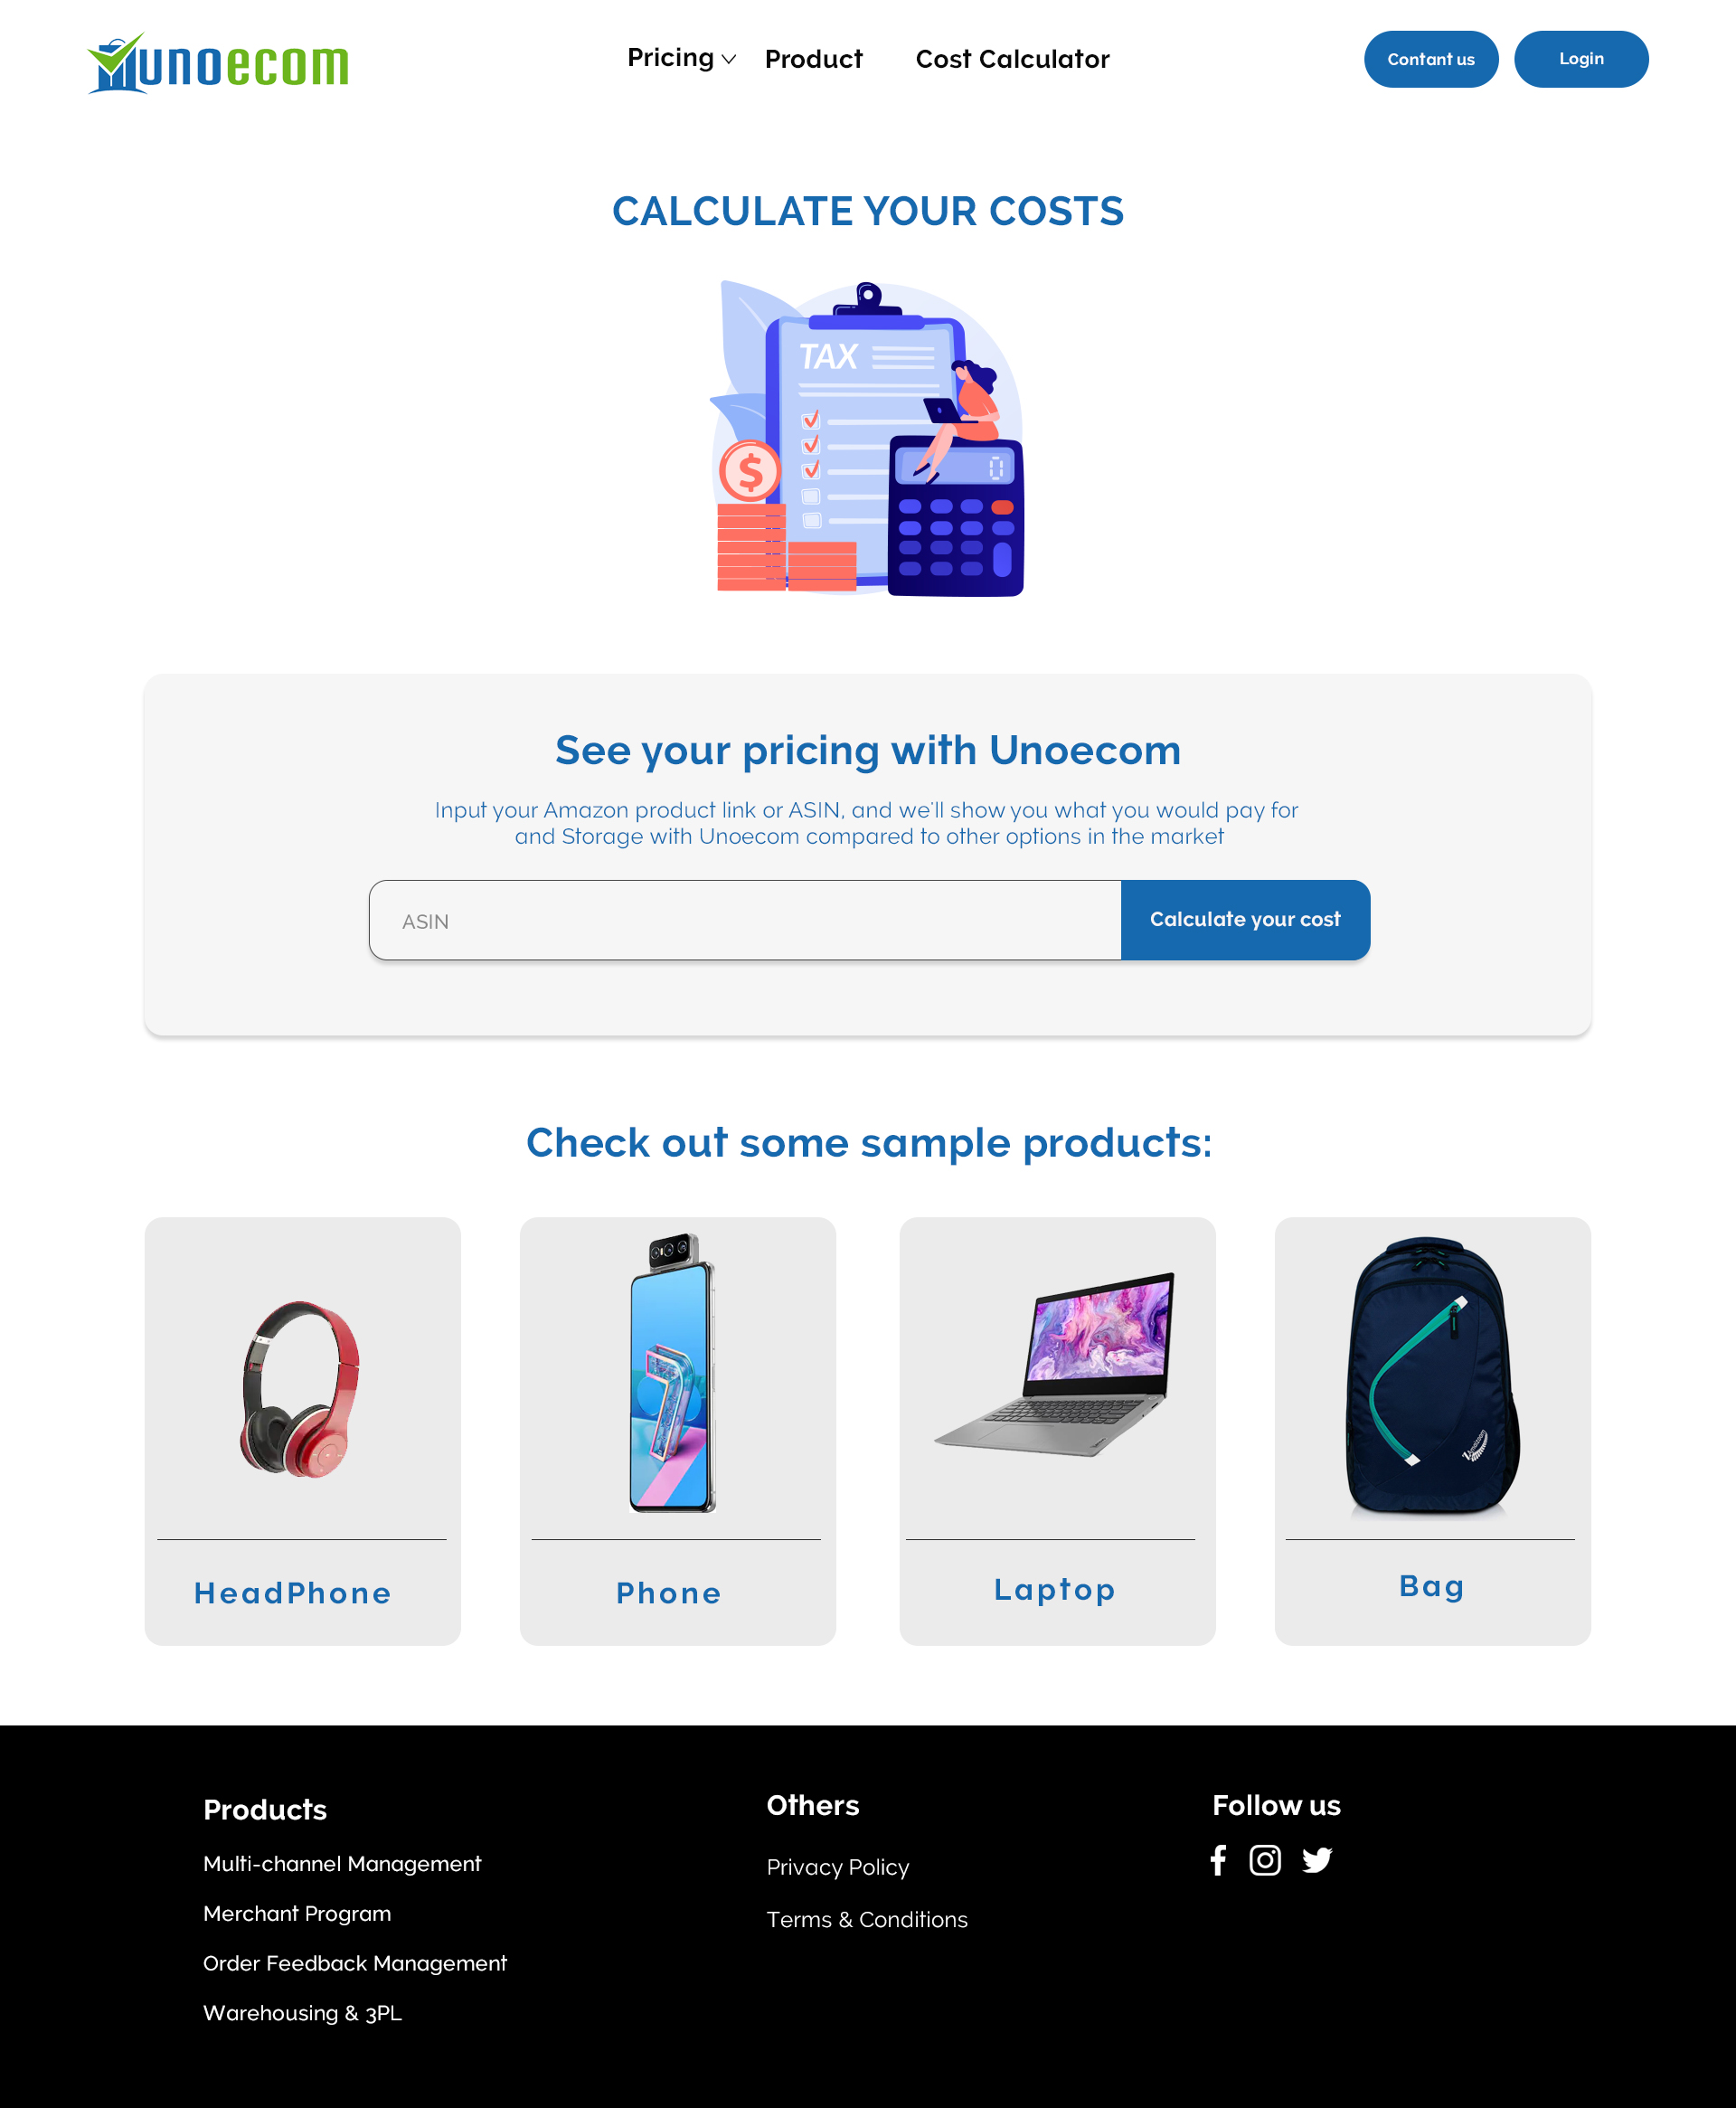 unoecom
Pricing Product Cost Calculator
Contant us
Login
CALCULATE YOUR COSTS
TAX
$
0
See your pricing with Unoecom
Input your Amazon product link or ASIN, and we'll show you what you would pay for
and Storage with Unoecom compared to other options in the market
ASIN
Calculate your cost
Check out some sample products:
7
HeadPhone
Phone
Laptop
Bag
Products
Multi-channel Management
Merchant Program
Order Feedback Management
Warehousing & 3PL
Others
Privacy Policy
Terms & Conditions
Follow us